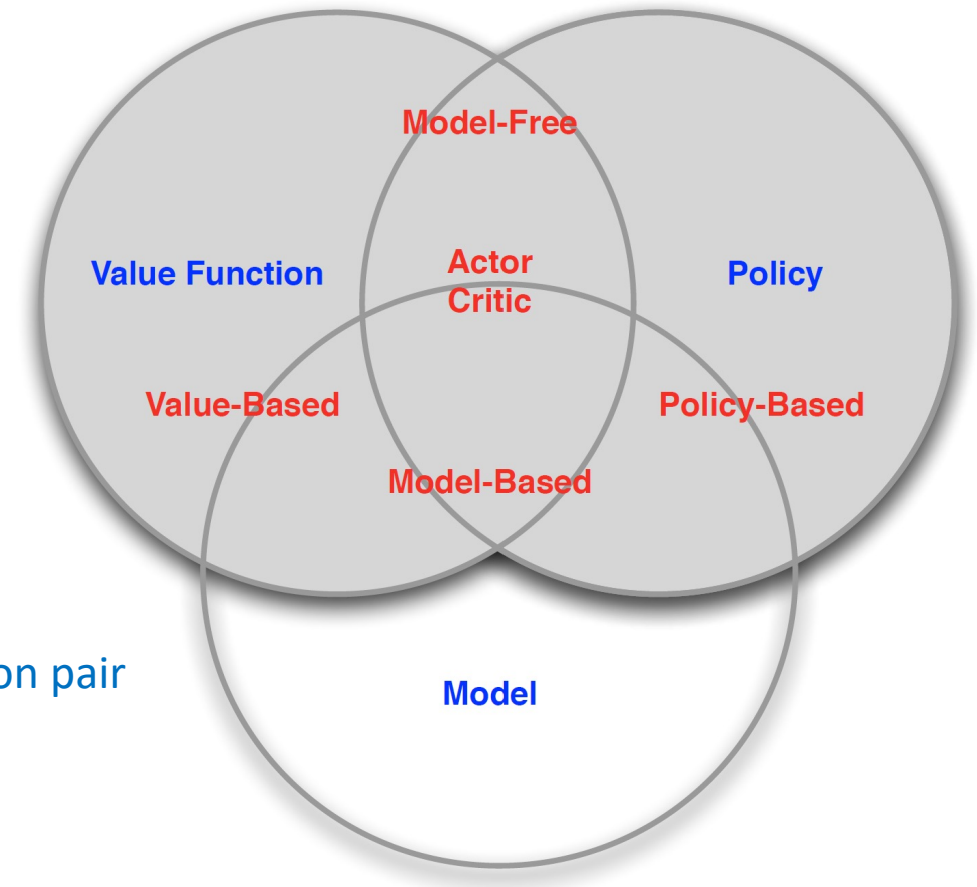 Model-Free
Value Function
Actor
Critic
Policy
Value-Based
Policy-Based
Model-Based
on pair
Model